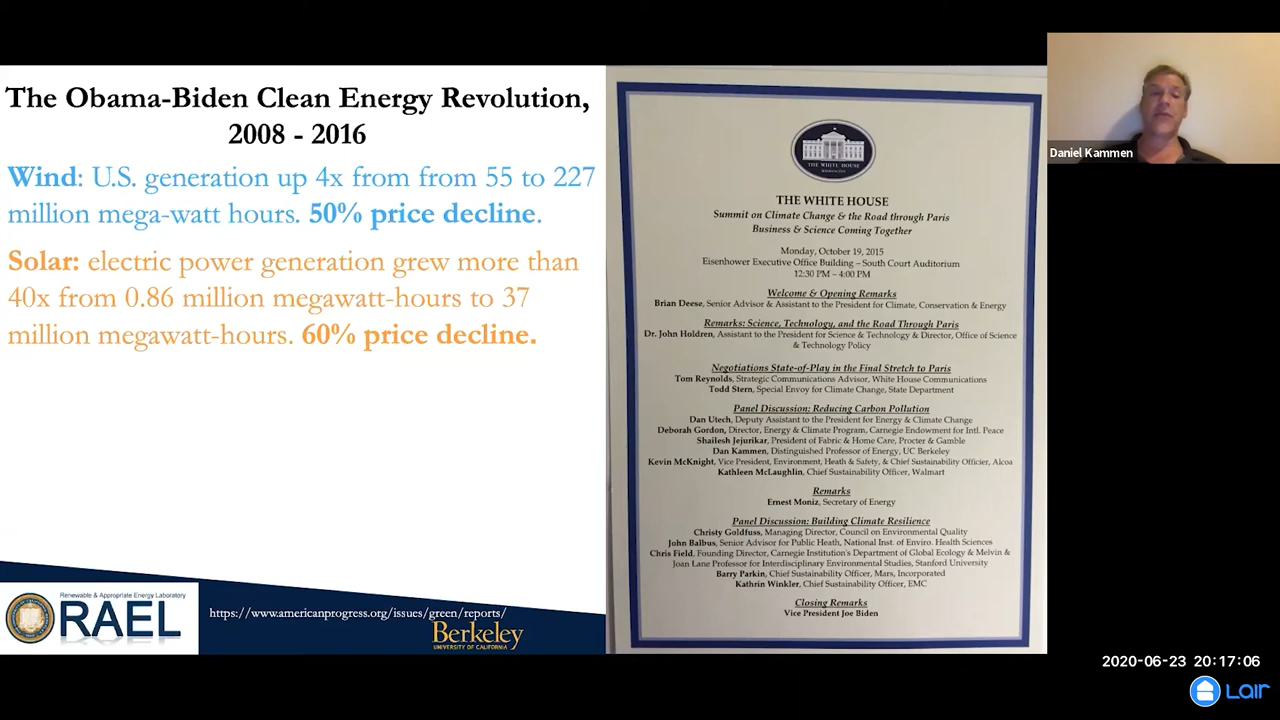 The Obama-Biden Clean Energy Revolution,
2008 - 2016
Wind: U.S. generation up 4x from from 55 to 227
million mega-watt hours. 50% price decline.
Solar: electric power generation grew more than
40x from 0.86 million megawatt-hours to 37
million megawatt-hours. 60% price decline.
Renewable & Appropriate Energy Laboratory
RAEL
https://www.americanprogress.org/issues/green/reports/
Berkeley
UNIVERSITY OF CALIFORNIA
THE WHITE HOUSE
WASHINGTON
THE WHITE HOUSE
Summit on Climate Change & the Road through Paris
Business & Science Coming Together
Monday, October 19, 2015
Eisenhower Executive Office Building – South Court Auditorium
12:30 PM – 4:00 PM
Welcome & Opening Remarks
Brian Deese, Senior Advisor & Assistant to the President for Climate, Conservation & Energy
Remarks: Science, Technology, and the Road Through Paris
Dr. John Holdren, Assistant to the President for Science & Technology & Director, Office of Science
& Technology Policy
Negotiations State-of-Play in the Final Stretch to Paris
Tom Reynolds, Strategic Communications Advisor, White House Communications
Todd Stern, Special Envoy for Climate Change, State Department
Panel Discussion: Reducing Carbon Pollution
Dan Utech, Deputy Assistant to the President for Energy & Climate Change
Deborah Gordon, Director, Energy & Climate Program, Carnegie Endowment for Intl. Peace
Shailesh Jejurikar, President of Fabric & Home Care, Procter & Gamble
Dan Kammen, Distinguished Professor of Energy, UC Berkeley
Kevin McKnight, Vice President, Environment, Heath & Safety, & Chief Sustainability Officier, Alcoa
Kathleen McLaughlin, Chief Sustainability Officer, Walmart
Remarks
Ernest Moniz, Secretary of Energy
Panel Discussion: Building Climate Resilience
Christy Goldfuss, Managing Director, Council on Environmental Quality
John Balbus, Senior Advisor for Public Heath, National Inst. of Enviro. Health Sciences
Chris Field, Founding Director, Carnegie Institution's Department of Global Ecology & Melvin &
Joan Lane Professor for Interdisciplinary Environmental Studies, Stanford University
Barry Parkin, Chief Sustainability Officer, Mars, Incorporated
Kathrin Winkler, Chief Sustainability Officer, EMC
Closing Remarks
Vice President Joe Biden
Daniel Kammen
2020-06-23 20:17:06
LaIr